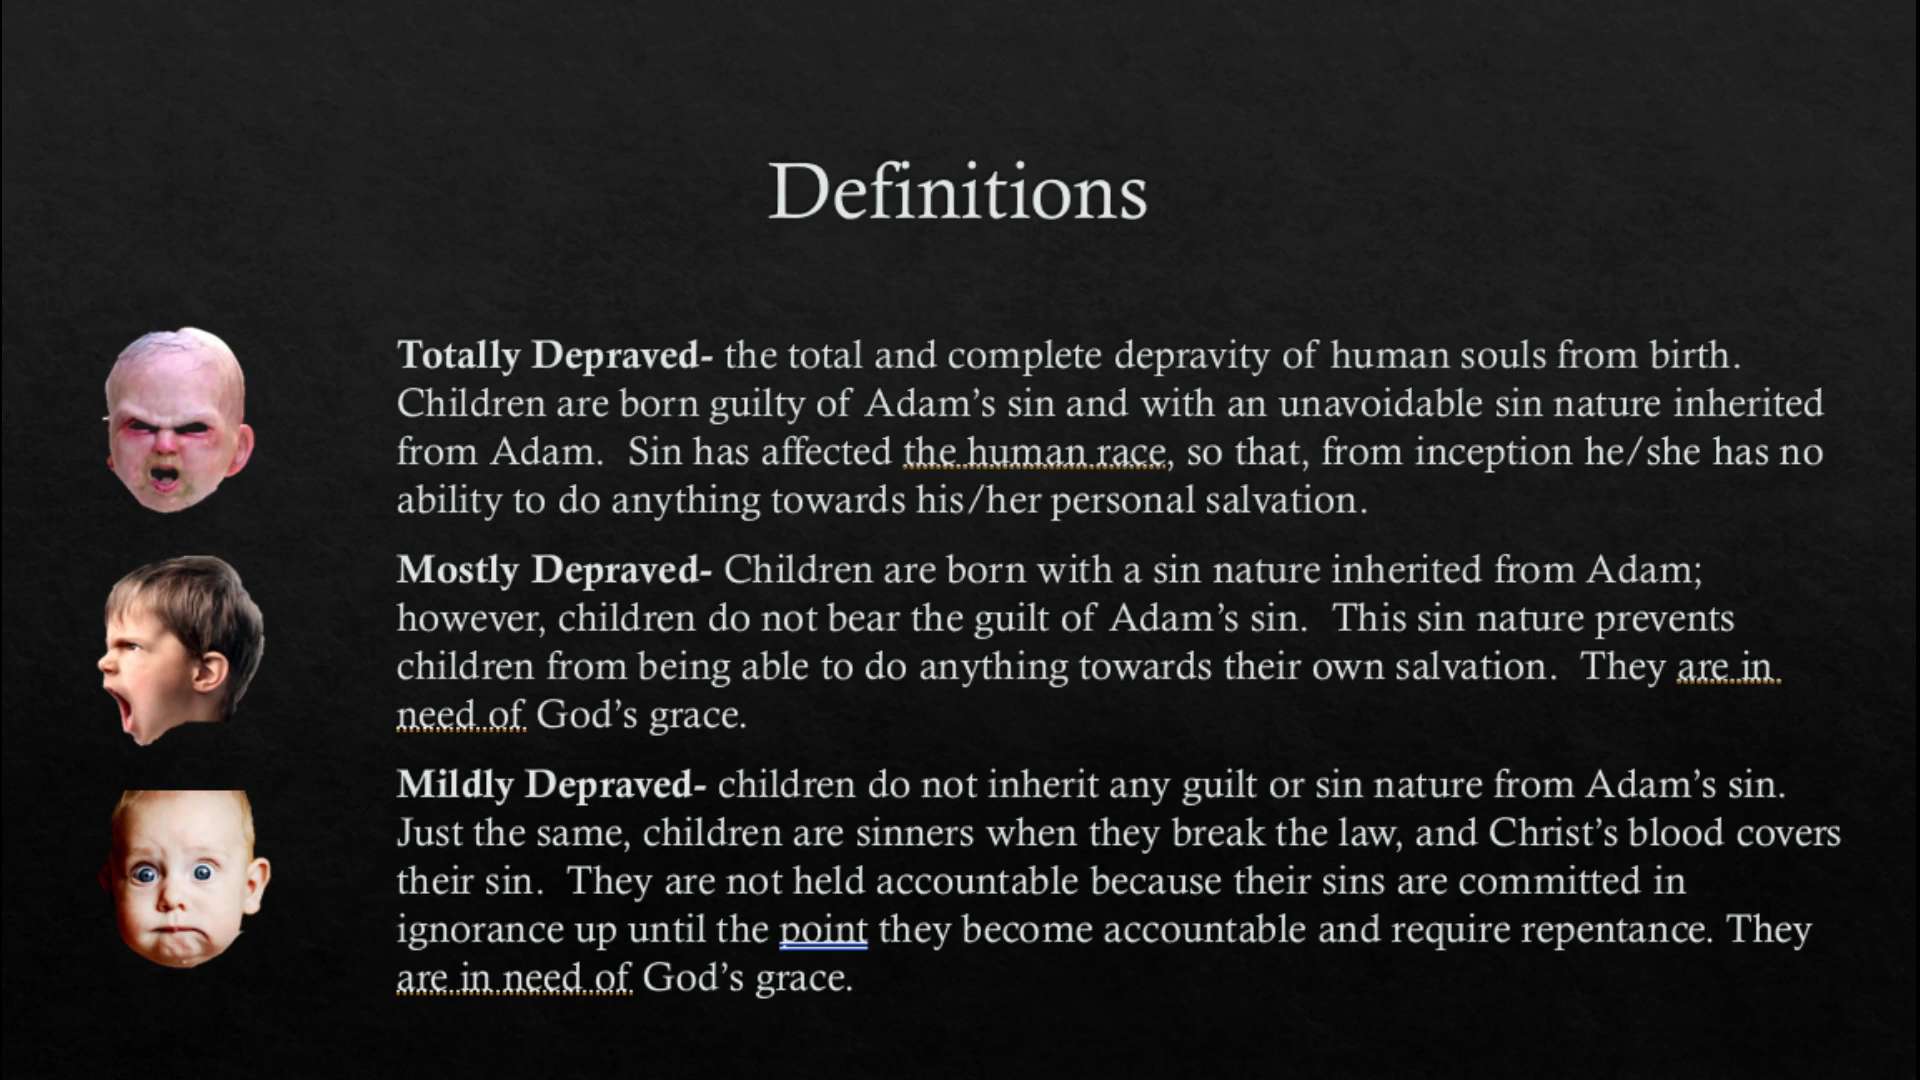 Definitions
Totally Depraved- the total and complete depravity of human souls from birth.
Children are born guilty of Adam’s sin and with an unavoidable sin nature inherited
from Adam.  Sin has affected the human race, so that, from inception he/she has no
ability to do anything towards his/her personal salvation.
Mostly Depraved- Children are born with a sin nature inherited from Adam;
however, children do not bear the guilt of Adam’s sin.  This sin nature prevents
children from being able to do anything towards their own salvation.  They are in
need of God’s grace.
Mildly Depraved- children do not inherit any guilt or sin nature from Adam’s sin.
Just the same, children are sinners when they break the law, and Christ’s blood covers
their sin.  They are not held accountable because their sins are committed in
ignorance up until the point they become accountable and require repentance. They
are in need of God’s grace.